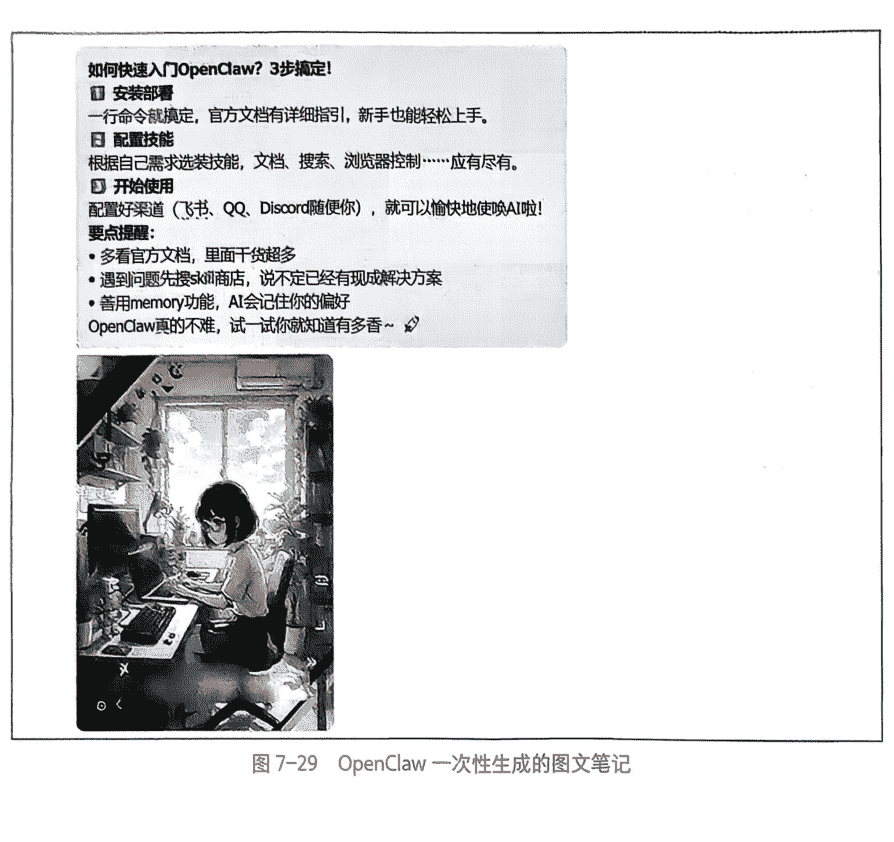 如何快速入门OpenClaw？3步搞定！
1️⃣ 安装部署
一行命令就搞定，官方文档有详细指引，新手也能轻松上手。
2️⃣ 配置技能
根据自己需求选装技能，文档、搜索、浏览器控制……应有尽有。
3️⃣ 开始使用
配置好渠道（飞书、QQ、Discord随便你），就可以愉快地使唤AI啦！
要点提醒：
• 多看官方文档，里面干货超多
• 遇到问题先搜skill商店，说不定已经有现成解决方案
• 善用memory功能，AI会记住你的偏好
OpenClaw真的不难，试一试你就知道有多香~ 🚀
图 7-29 OpenClaw 一次性生成的图文笔记